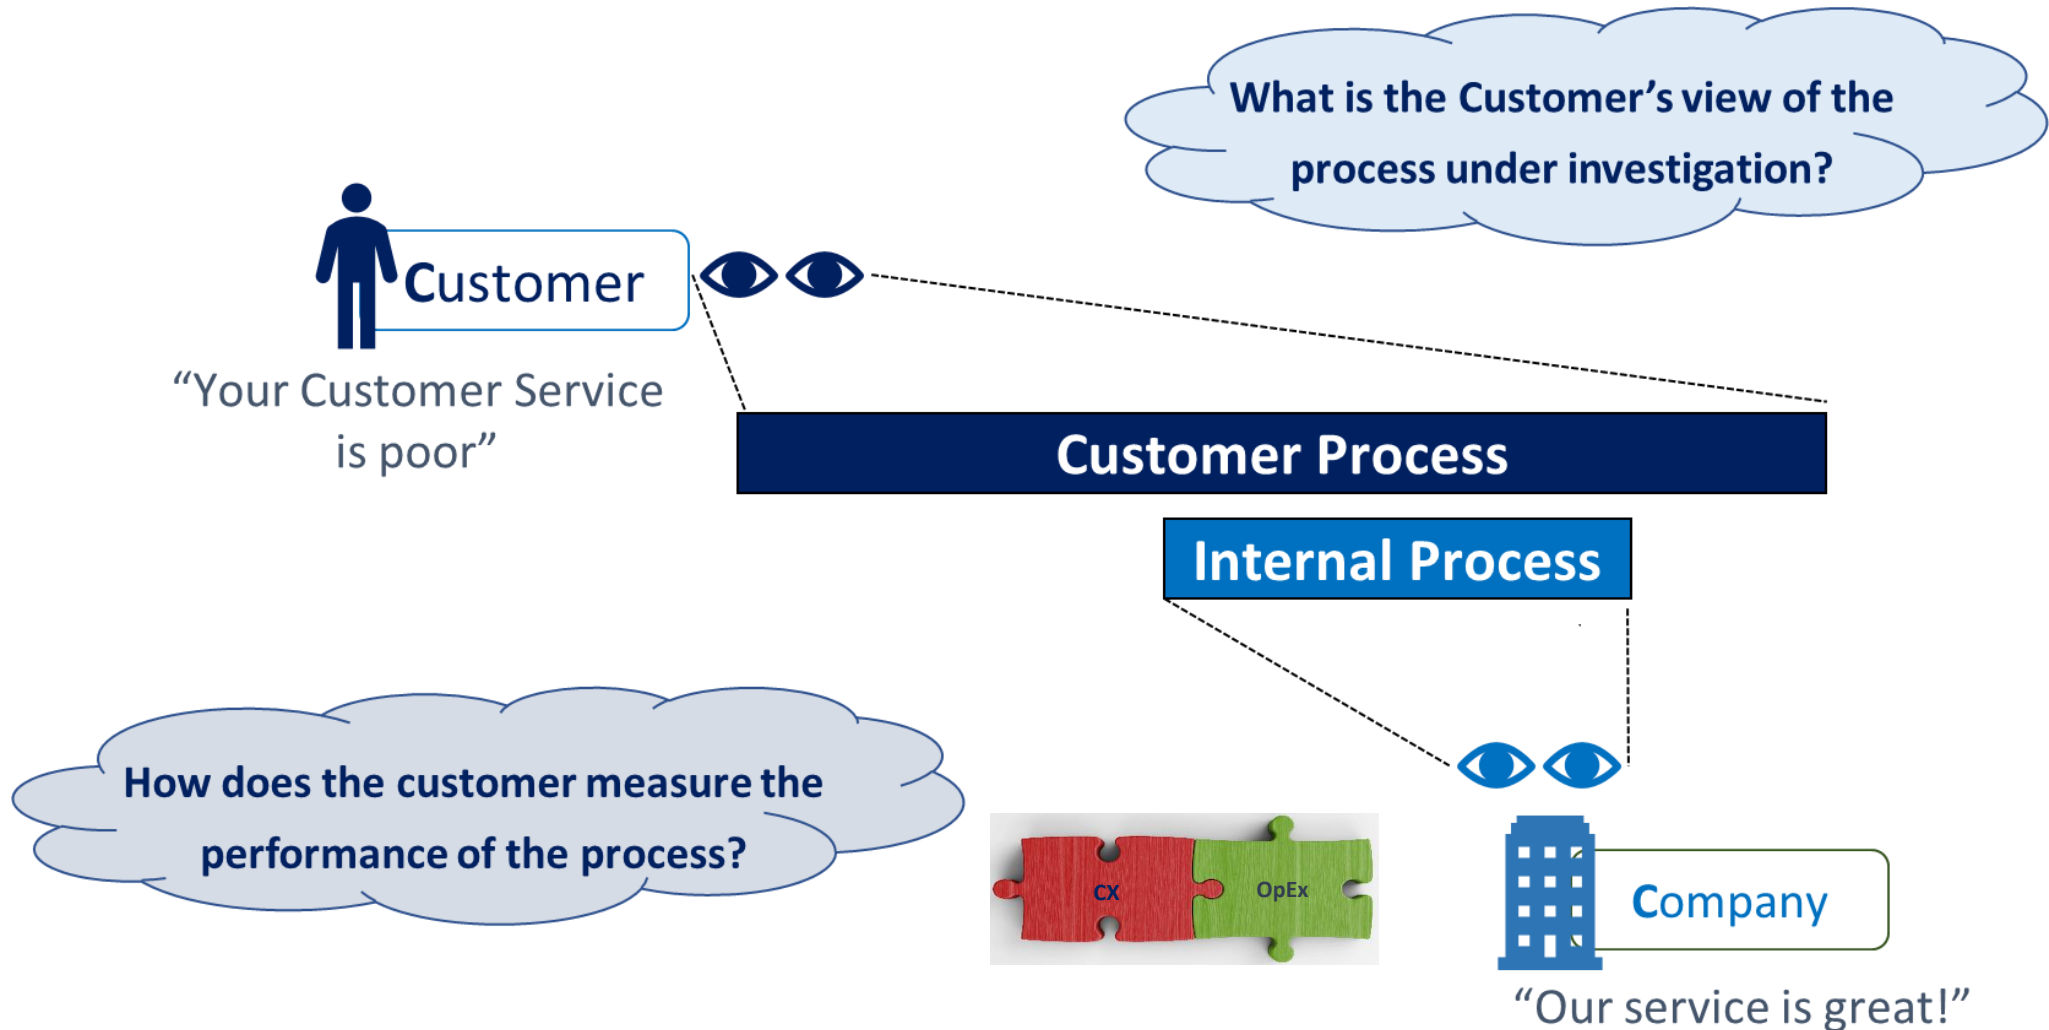 What is the Customer’s view of the
process under investigation?
Customer
“Your Customer Service
is poor”
Customer Process
Internal Process
How does the customer measure the
performance of the process?
CX
OpEx
Company
“Our service is great!”